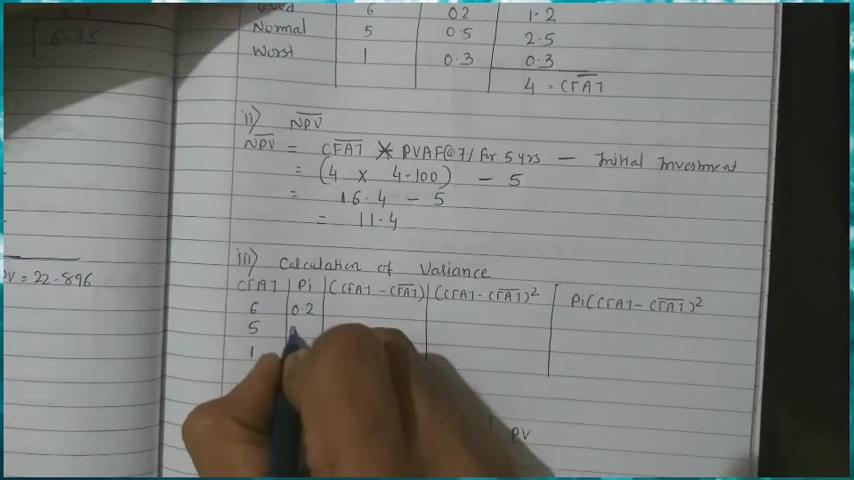 6.75
6 0.2 1.2
Normal 5 0.5 2.5
Worst 1 0.3 0.3
4 = CFAT
ii) NPV
NPV = CFAT * PVAF@7% for 5 yrs - Initial Investment
= (4 x 4.100) - 5
= 16.4 - 5
= 11.4
PV = 22.896
iii) Calculation of Variance
CFAT Pi (CFAT - CFAT) (CFAT - CFAT)² Pi(CFAT - CFAT)²
6 0.2
5
1
PV